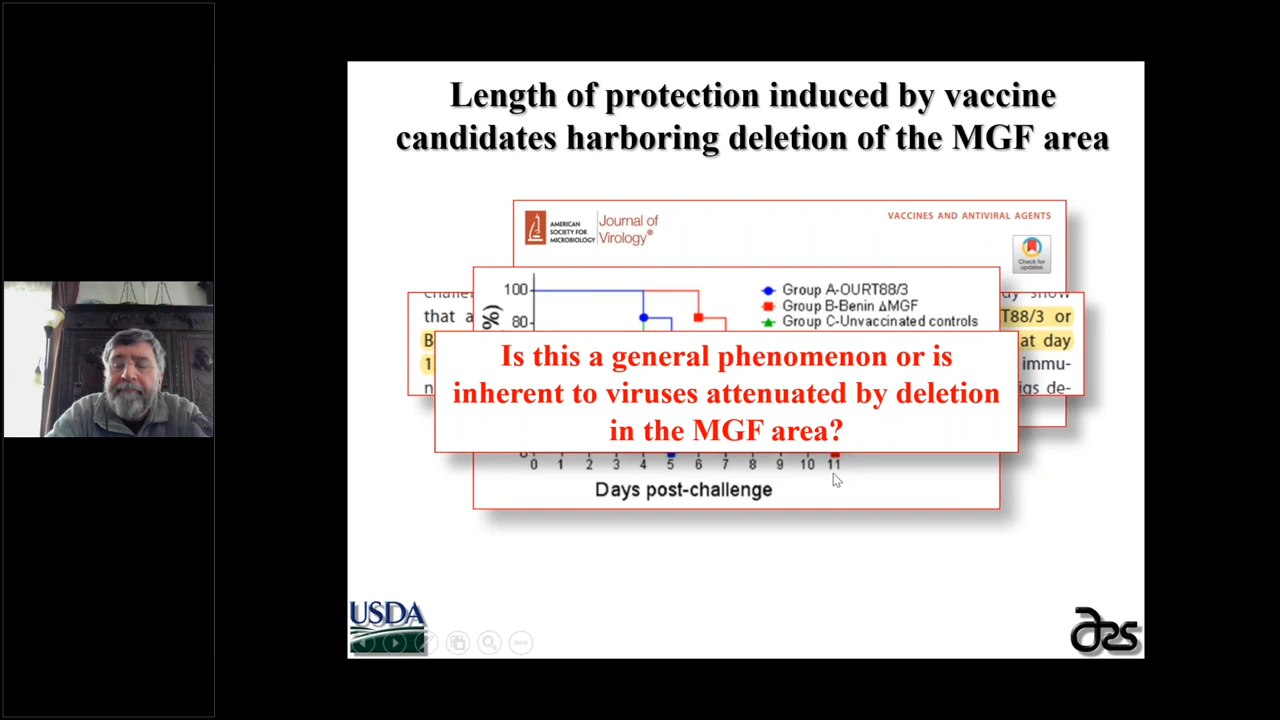 Length of protection induced by vaccine
candidates harboring deletion of the MGF area
AMERICAN
SOCIETY FOR
MICROBIOLOGY
Journal of
Virology®
VACCINES AND ANTIVIRAL AGENTS
Check for
updates
that a
T88/3 or
at day
immu-
100
80
(%)
Group A-OURT88/3
Group B-Benin ΔMGF
Group C-Unvaccinated controls
Is this a general phenomenon or is
inherent to viruses attenuated by deletion
in the MGF area?
0 1 2 3 4 5 6 7 8 9 10 11
Days post-challenge
USDA
ars